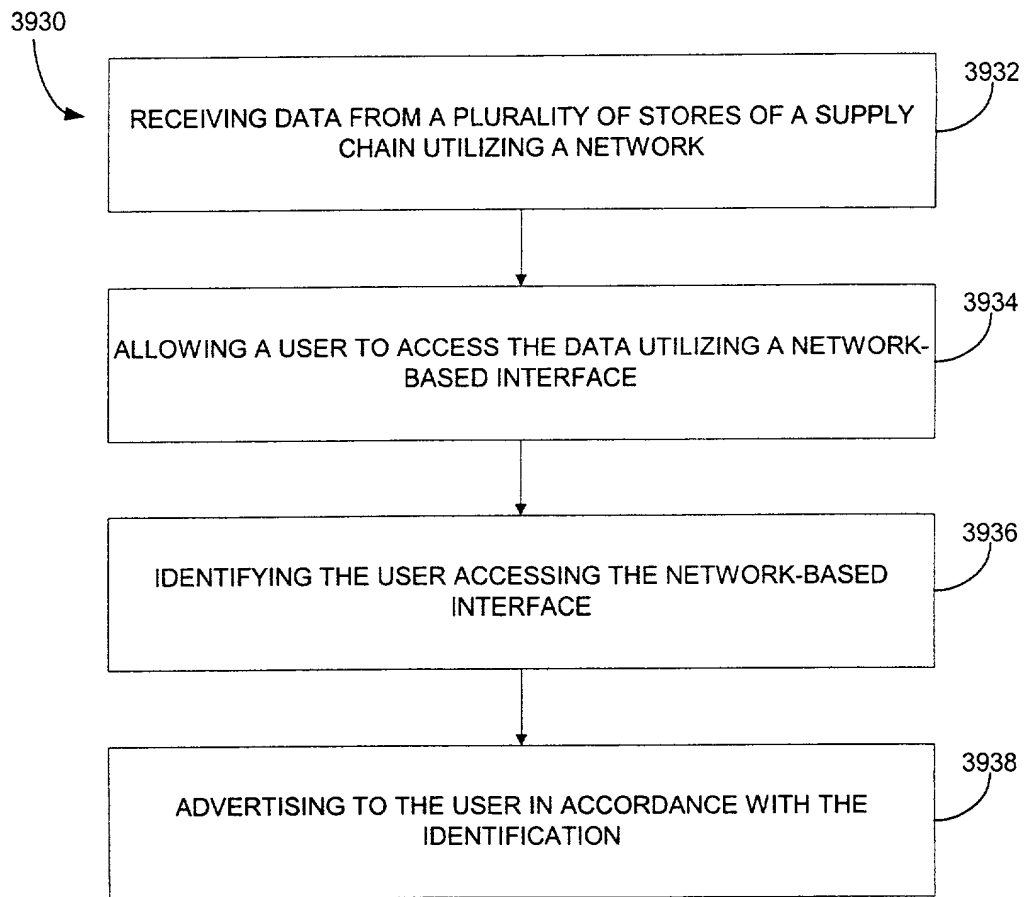 3930
3932
RECEIVING DATA FROM A PLURALITY OF STORES OF A SUPPLY
CHAIN UTILIZING A NETWORK
3934
ALLOWING A USER TO ACCESS THE DATA UTILIZING A NETWORK-
BASED INTERFACE
3936
IDENTIFYING THE USER ACCESSING THE NETWORK-BASED
INTERFACE
3938
ADVERTISING TO THE USER IN ACCORDANCE WITH THE
IDENTIFICATION